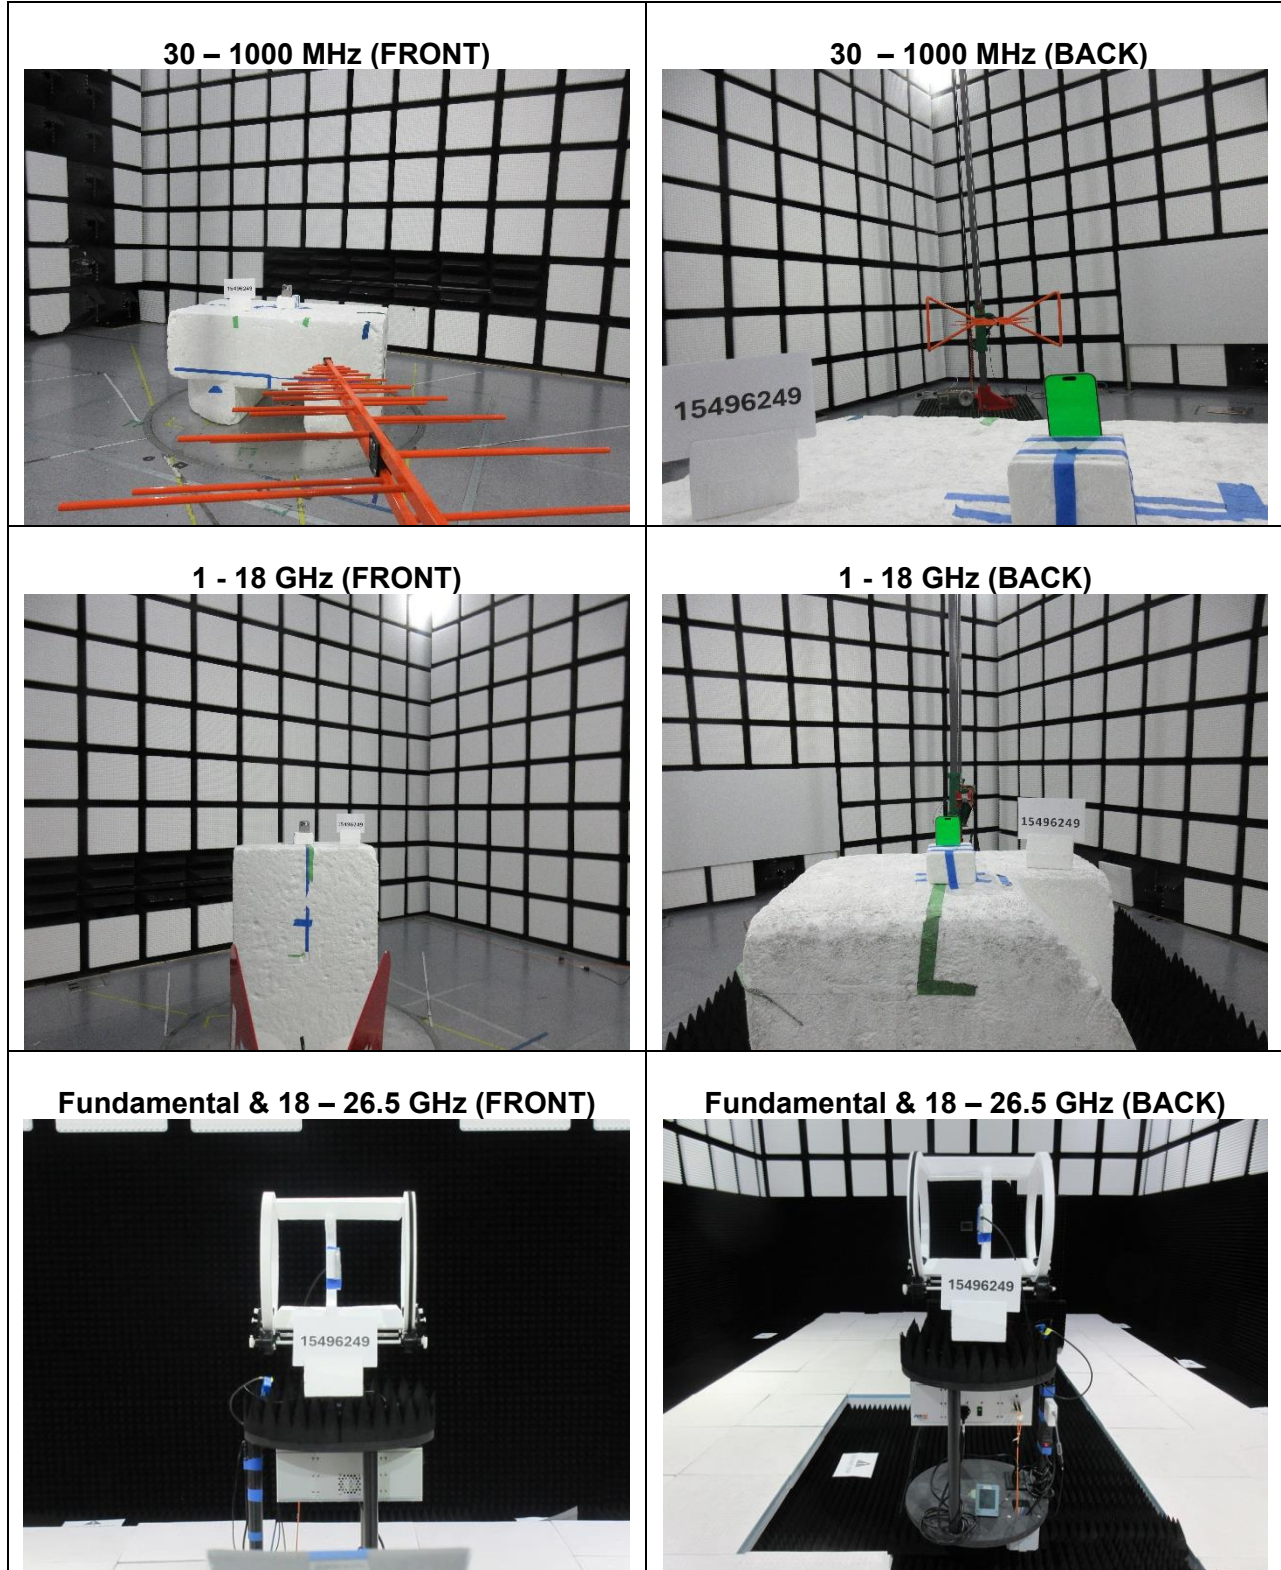 30 – 1000 MHz (FRONT)
30 – 1000 MHz (BACK)
15496249
15496249
1 - 18 GHz (FRONT)
1 - 18 GHz (BACK)
15496249
15496249
Fundamental & 18 – 26.5 GHz (FRONT)
Fundamental & 18 – 26.5 GHz (BACK)
15496249
15496249